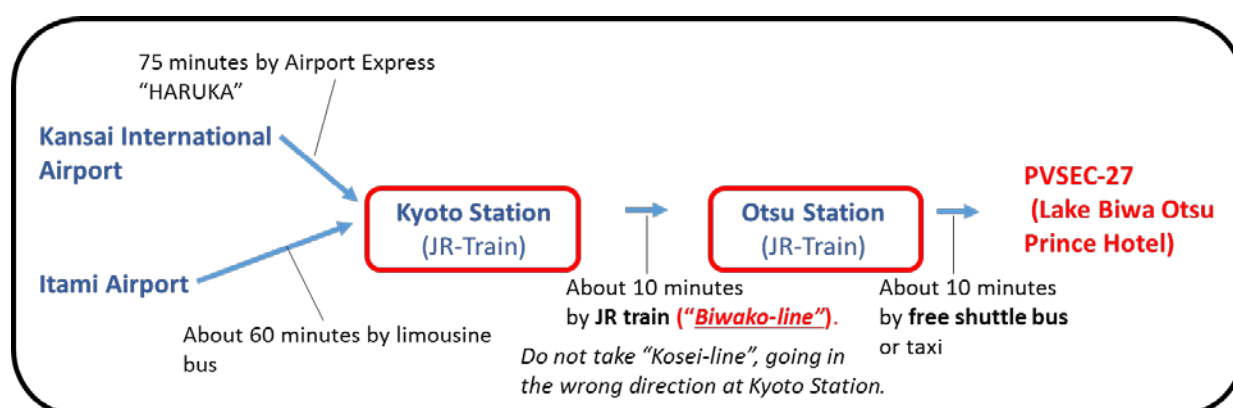 75 minutes by Airport Express
“HARUKA”
Kansai International
Airport
Itami Airport
About 60 minutes by limousine
bus
Kyoto Station
(JR-Train)
About 10 minutes
by JR train (“Biwako-line”).
Do not take “Kosei-line”, going in
the wrong direction at Kyoto Station.
Otsu Station
(JR-Train)
About 10 minutes
by free shuttle bus
or taxi
PVSEC-27
(Lake Biwa Otsu
Prince Hotel)